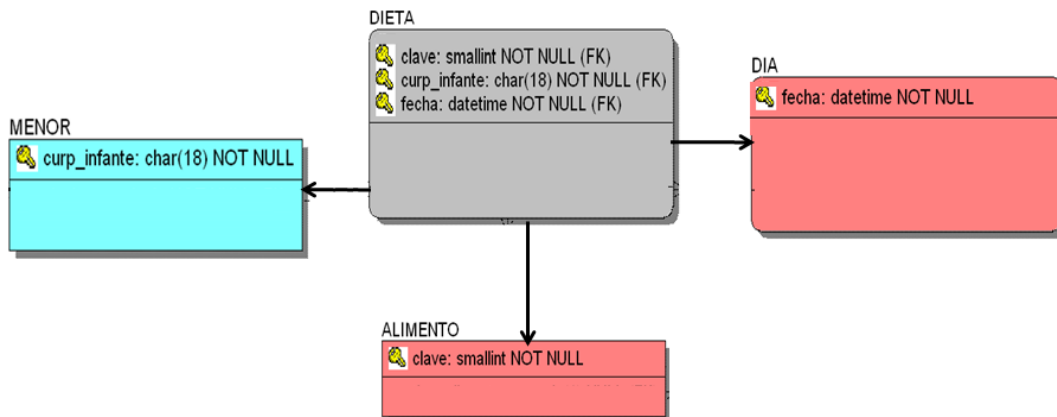 DIETA
clave: smallint NOT NULL (FK)
curp_infante: char(18) NOT NULL (FK)
fecha: datetime NOT NULL (FK)
DIA
fecha: datetime NOT NULL
MENOR
curp_infante: char(18) NOT NULL
ALIMENTO
clave: smallint NOT NULL